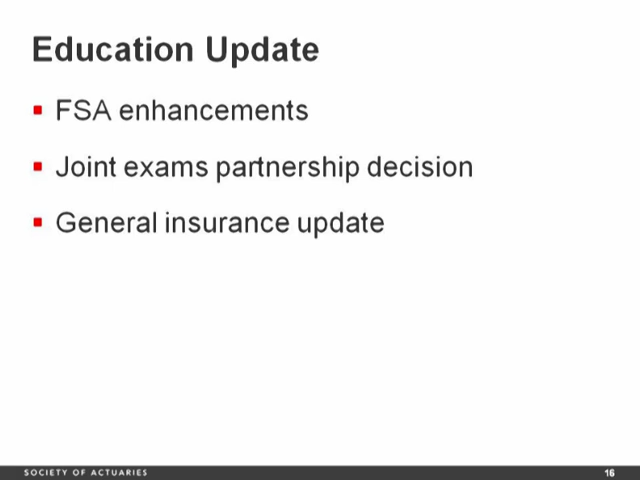 Education Update
FSA enhancements
Joint exams partnership decision
General insurance update
SOCIETY OF ACTUARIES
16